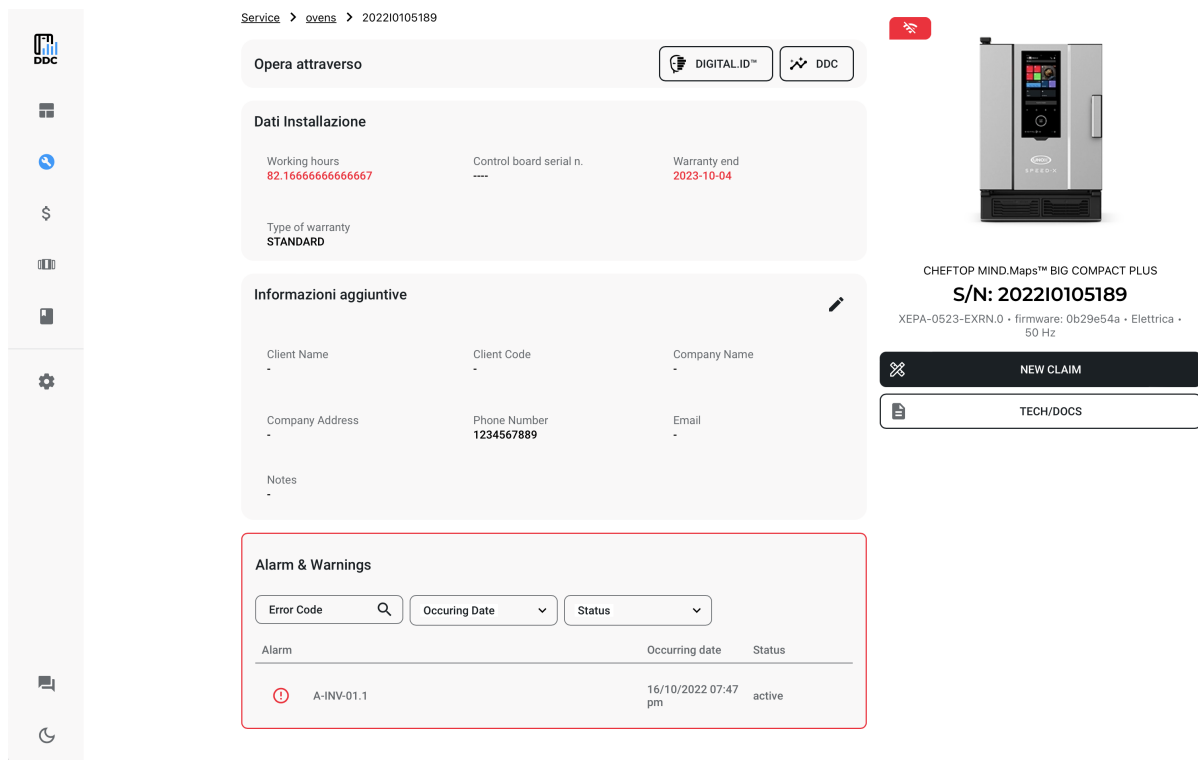 DDC
Service > ovens > 2022I0105189
Opera attraverso
DIGITAL.ID™
DDC
Dati Installazione
Working hours
82.16666666666667
Control board serial n.
----
Warranty end
2023-10-04
Type of warranty
STANDARD
Informazioni aggiuntive
Client Name
-
Client Code
-
Company Name
-
Company Address
-
Phone Number
1234567889
Email
-
Notes
-
Alarm & Warnings
Error Code
Occuring Date
Status
Alarm
Occurring date
Status
A-INV-01.1
16/10/2022 07:47
pm
active
SPEED-X
CHEFTOP MIND.Maps™ BIG COMPACT PLUS
S/N: 2022I0105189
XEPA-0523-EXRN.0 • firmware: 0b29e54a • Elettrica •
50 Hz
NEW CLAIM
TECH/DOCS